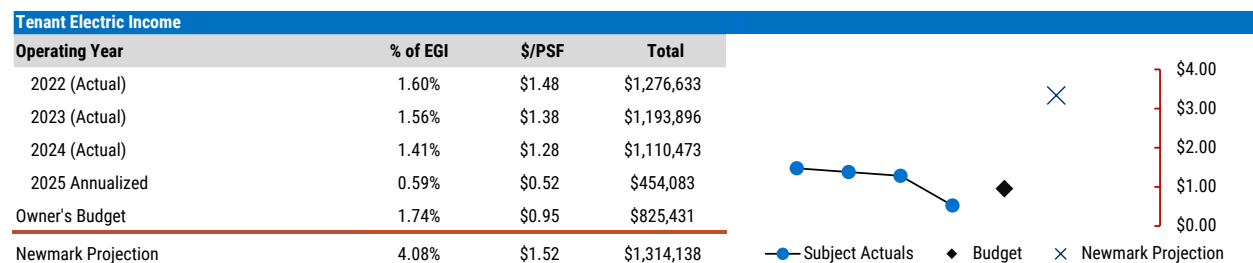 Tenant Electric Income
Operating Year % of EGI $/PSF Total
2022 (Actual) 1.60% $1.48 $1,276,633
2023 (Actual) 1.56% $1.38 $1,193,896
2024 (Actual) 1.41% $1.28 $1,110,473
2025 Annualized 0.59% $0.52 $454,083
Owner's Budget 1.74% $0.95 $825,431
Newmark Projection 4.08% $1.52 $1,314,138
$4.00
$3.00
$2.00
$1.00
$0.00
Subject Actuals Budget Newmark Projection